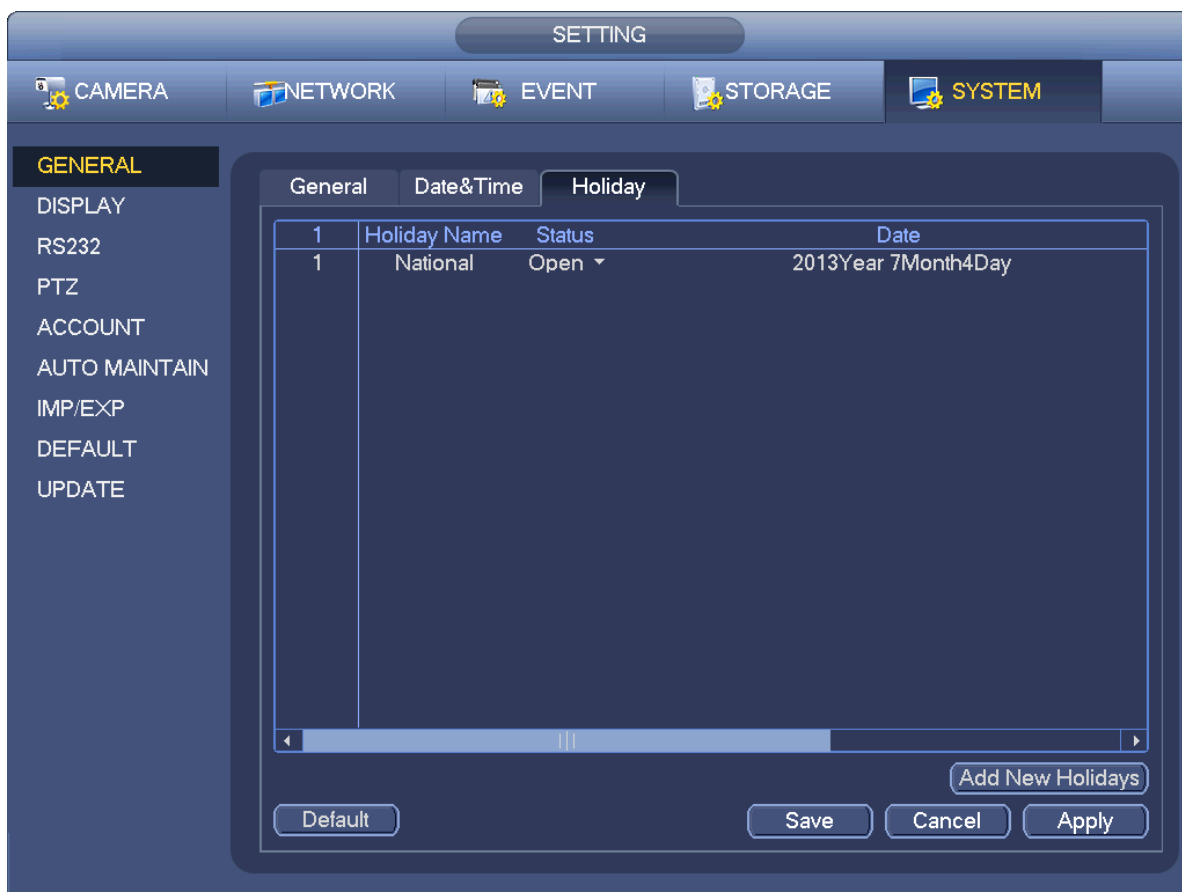 SETTING
CAMERA NETWORK EVENT STORAGE SYSTEM
GENERAL
DISPLAY
RS232
PTZ
ACCOUNT
AUTO MAINTAIN
IMP/EXP
DEFAULT
UPDATE
General Date&Time Holiday
1 Holiday Name Status Date
1 National Open 2013Year 7Month4Day
Add New Holidays
Default Save Cancel Apply